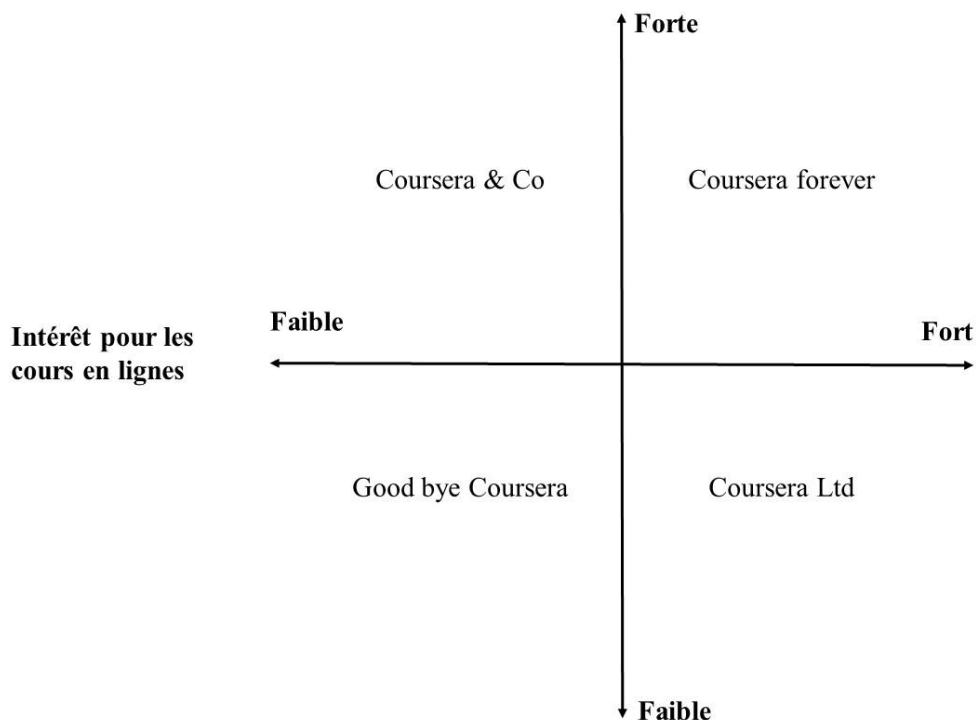 Forte
Coursera & Co
Coursera forever
Faible
Fort
Intérêt pour les
cours en lignes
Good bye Coursera
Coursera Ltd
Faible